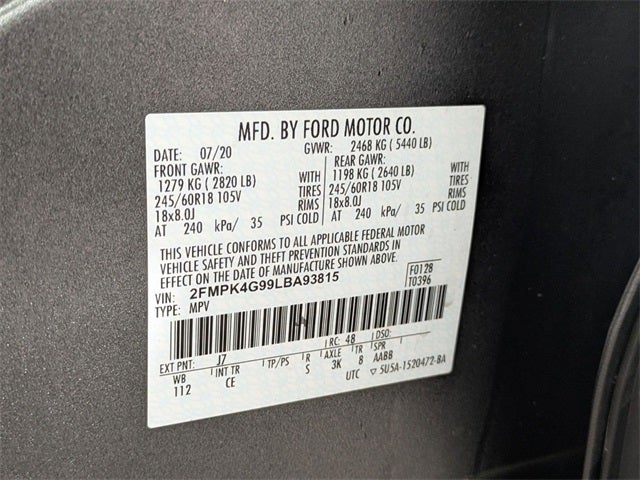 MFD. BY FORD MOTOR CO.
DATE: 07/20 GVWR: 2468 KG ( 5440 LB)
FRONT GAWR: REAR GAWR:
1279 KG ( 2820 LB) WITH 1198 KG ( 2640 LB) WITH
245/60R18 105V TIRES 245/60R18 105V TIRES
18x8.0J RIMS 18x8.0J RIMS
AT 240 kPa/ 35 PSI COLD AT 240 kPa/ 35 PSI COLD
THIS VEHICLE CONFORMS TO ALL APPLICABLE FEDERAL MOTOR
VEHICLE SAFETY AND THEFT PREVENTION STANDARDS IN
EFFECT ON THE DATE OF MANUFACTURE SHOWN ABOVE.
VIN: 2FMPK4G99LBA93815 F0128
TYPE: MPV T0396
EXT PNT: J7 RC: 48 DSO:
WB INT TR TP/PS R AXLE TR SPR
112 CE S 3K 8 AABB
UTC ▽ 5U5A-1520472-BA